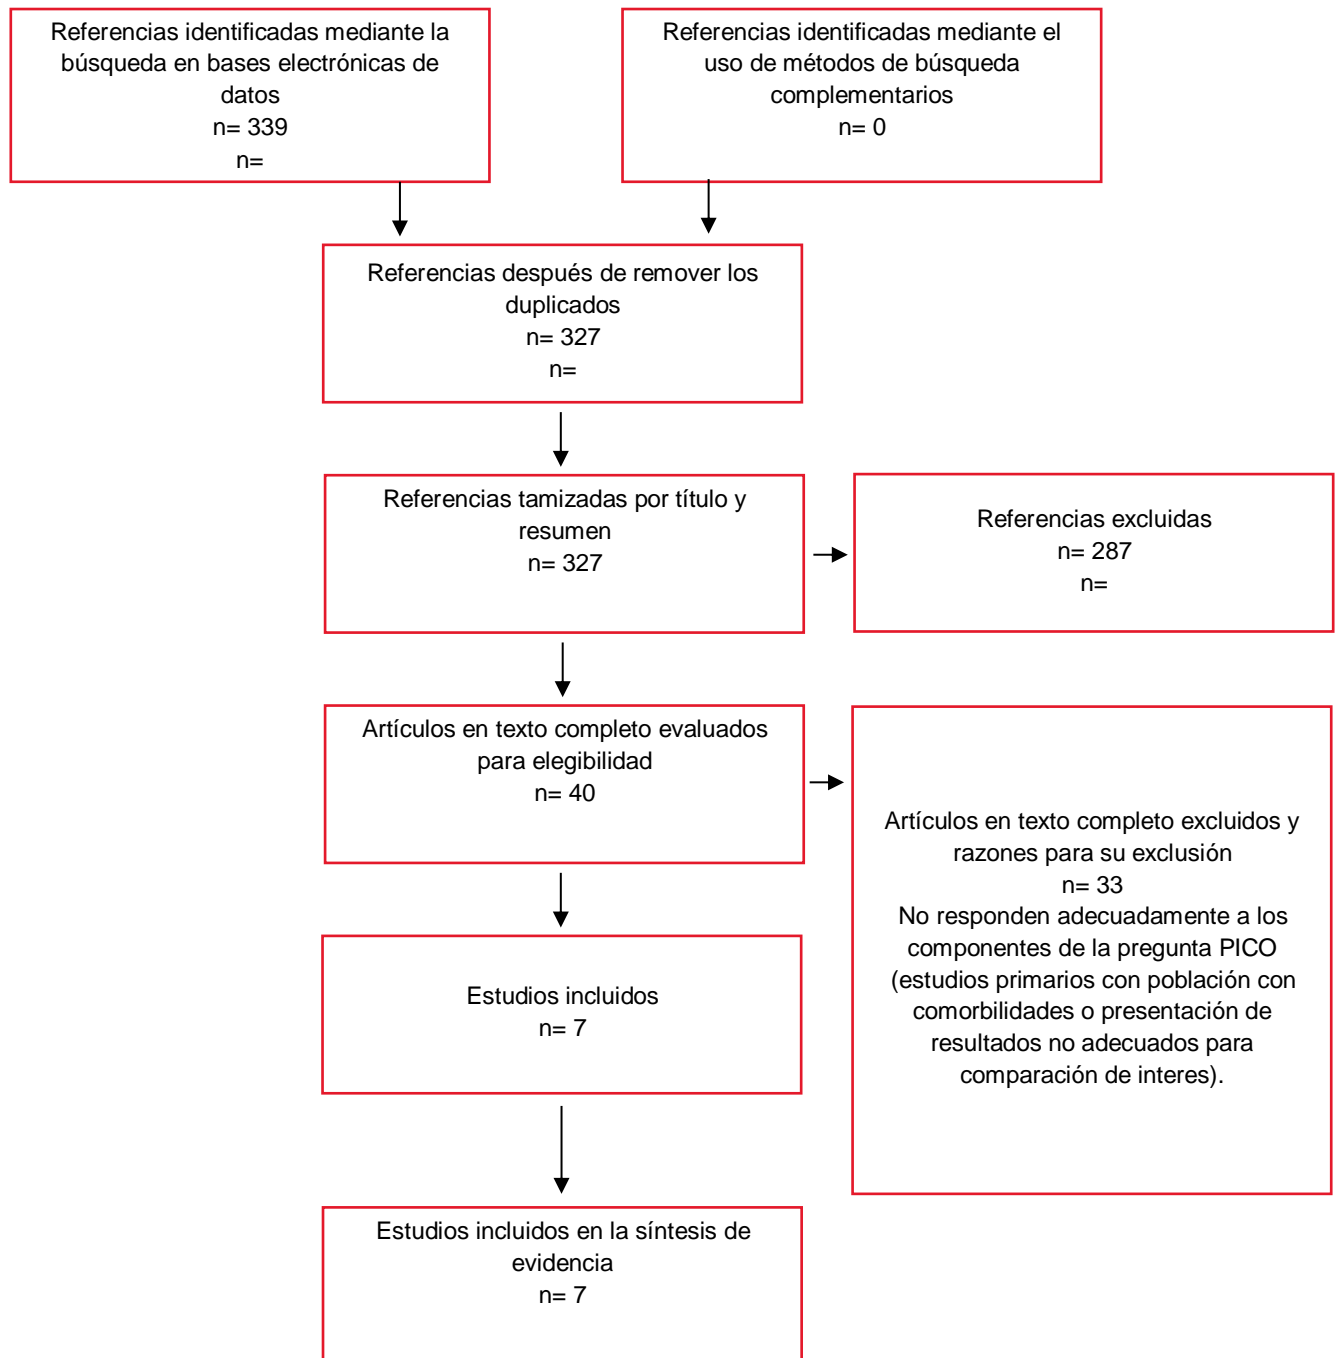 Referencias identificadas mediante la
búsqueda en bases electrónicas de
datos
n= 339
n=
Referencias identificadas mediante el
uso de métodos de búsqueda
complementarios
n= 0
Referencias después de remover los
duplicados
n= 327
n=
Referencias tamizadas por título y
resumen
n= 327
Referencias excluidas
n= 287
n=
Artículos en texto completo evaluados
para elegibilidad
n= 40
Artículos en texto completo excluidos y
razones para su exclusión
n= 33
No responden adecuadamente a los
componentes de la pregunta PICO
(estudios primarios con población con
comorbilidades o presentación de
resultados no adecuados para
comparación de interes).
Estudios incluidos
n= 7
Estudios incluidos en la síntesis de
evidencia
n= 7